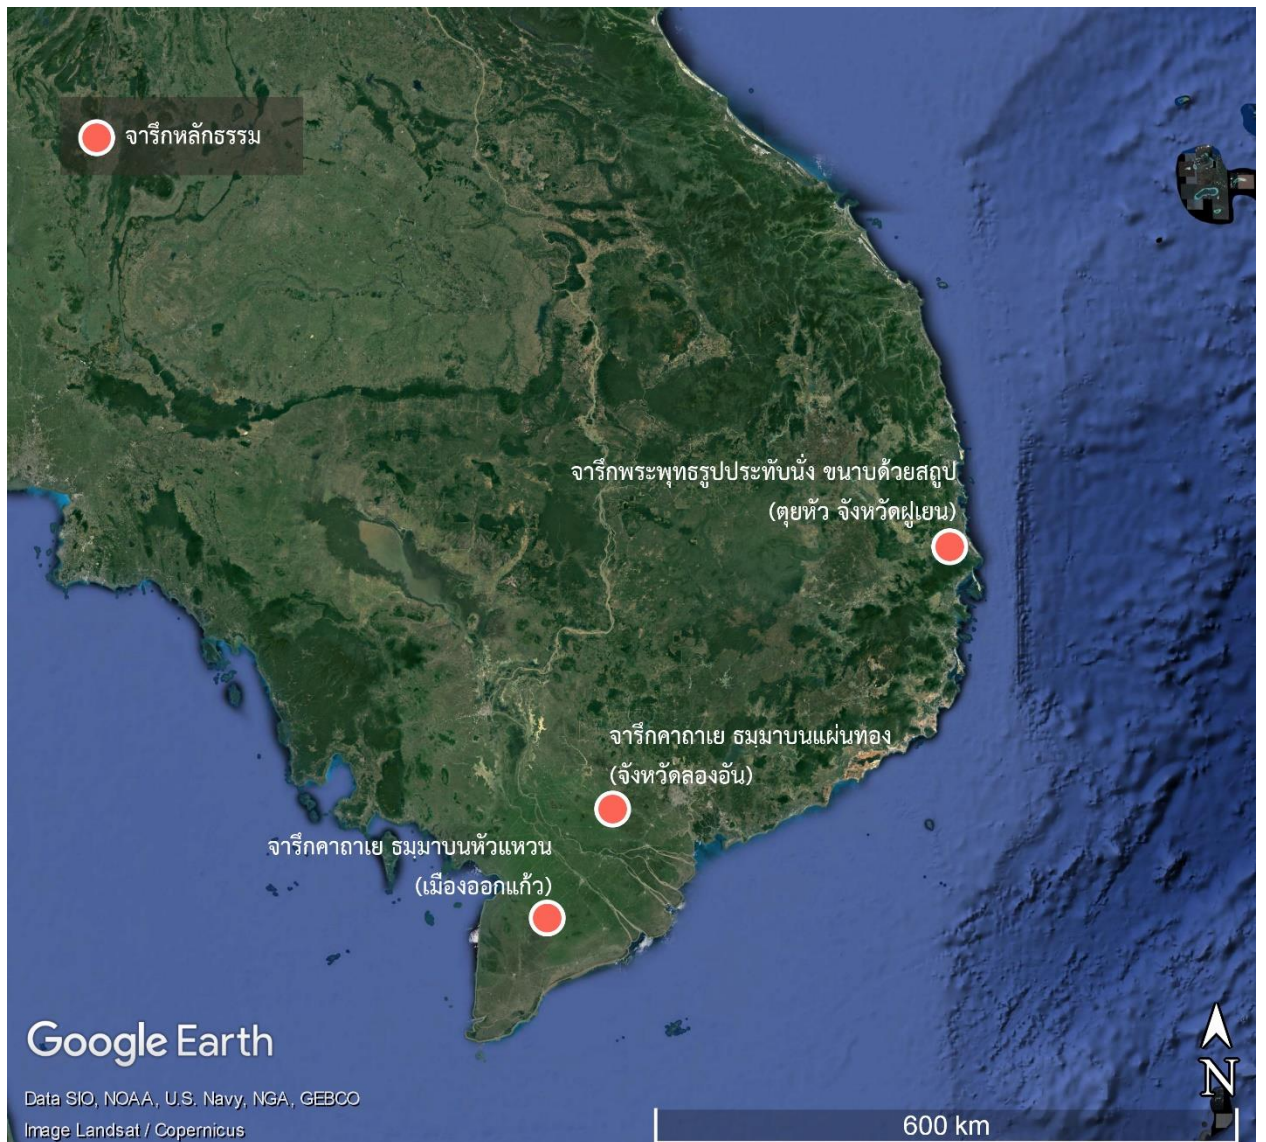 จารึกหลักธรรม
จารึกพระพุทธรูปประทับนั่ง ขนาบด้วยสถูป
(ตุยหัว จังหวัดฝูเยน)
จารึกคาถาเย ธมฺมาบนแผ่นทอง
(จังหวัดลองอัน)
จารึกคาถาเย ธมฺมาบนหัวแหวน
(เมืองออกแก้ว)
Google Earth
Data SIO, NOAA, U.S. Navy, NGA, GEBCO
Image Landsat / Copernicus
N
600 km